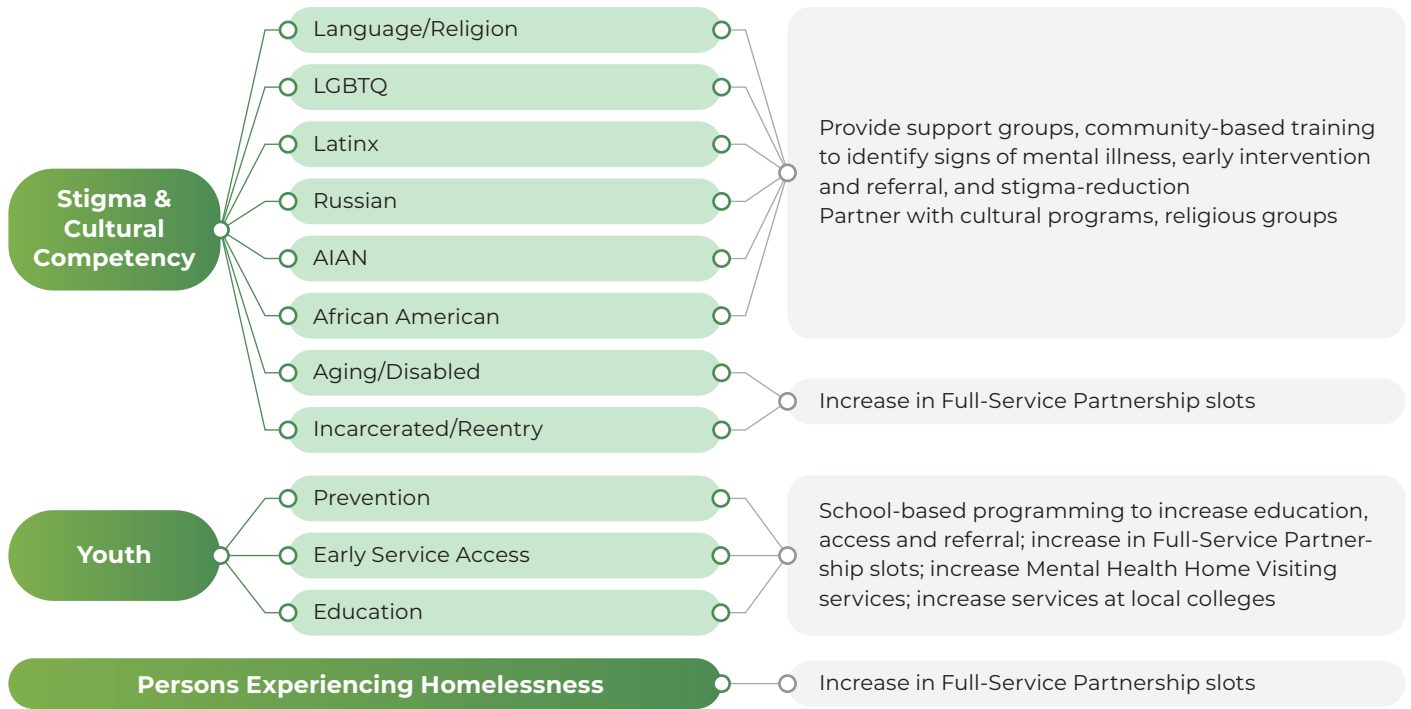 Stigma &
Cultural
Competency
Language/Religion
LGBTQ
Latinx
Russian
AIAN
African American
Aging/Disabled
Incarcerated/Reentry
Provide support groups, community-based training
to identify signs of mental illness, early intervention
and referral, and stigma-reduction
Partner with cultural programs, religious groups
Increase in Full-Service Partnership slots
Youth
Prevention
Early Service Access
Education
School-based programming to increase education,
access and referral; increase in Full-Service Partner-
ship slots; increase Mental Health Home Visiting
services; increase services at local colleges
Persons Experiencing Homelessness
Increase in Full-Service Partnership slots